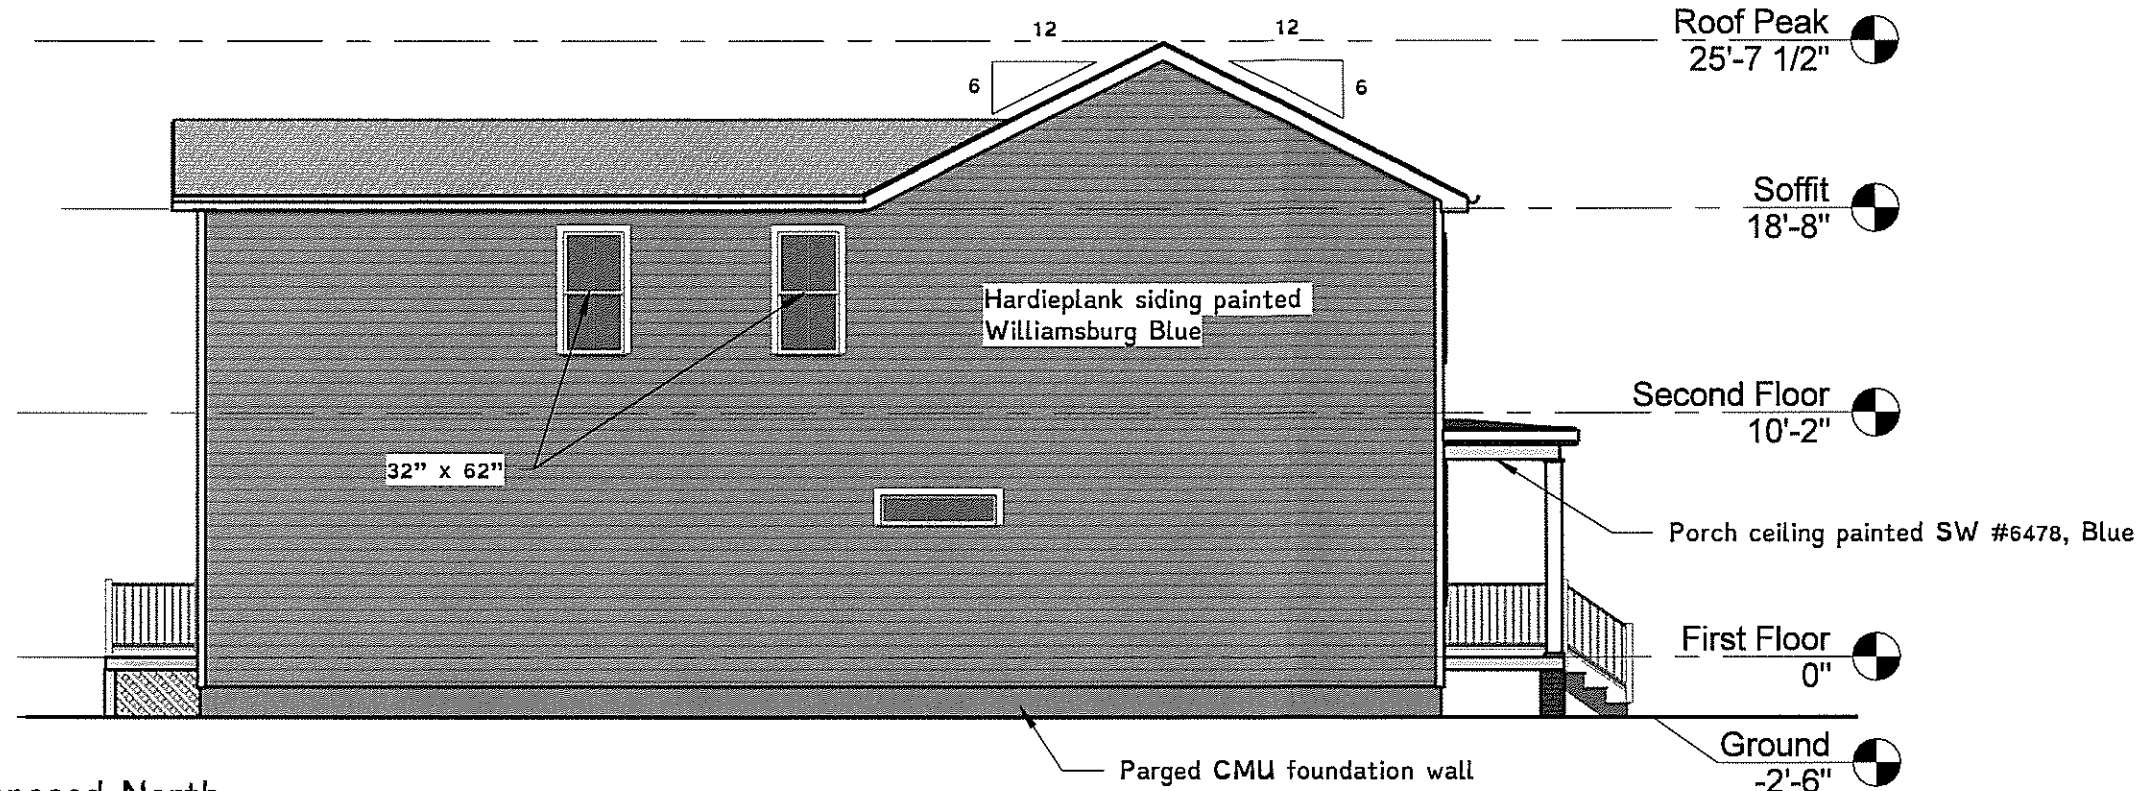 12
12
Roof Peak
25'-7 1/2"
6
6
Soffit
18'-8"
Hardieplank siding painted
Williamsburg Blue
Second Floor
10'-2"
32" x 62"
Porch ceiling painted SW #6478, Blue
First Floor
0"
Ground
-2'-6"
Parged CMU foundation wall
North